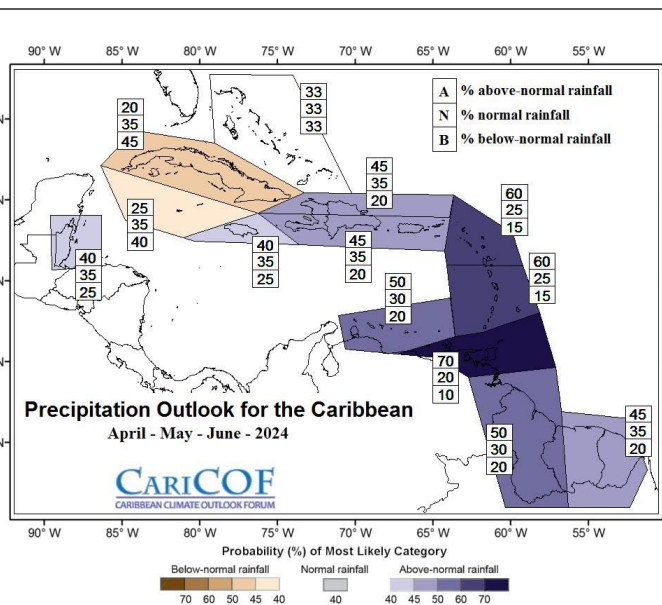 90° W 85° W 80° W 75° W 70° W 65° W 60° W 55° W
A % above-normal rainfall
N % normal rainfall
B % below-normal rainfall
20
35
45
33
33
33
45
35
20
60
25
15
25
35
40
40
35
25
40
35
25
45
35
20
60
25
15
50
30
20
70
20
10
50
30
20
45
35
20
N
N
N
N
N
Precipitation Outlook for the Caribbean
April - May - June - 2024
CARICOF
CARIBBEAN CLIMATE OUTLOOK FORUM
90° W 85° W 80° W 75° W 70° W 65° W 60° W 55° W
Probability (%) of Most Likely Category
Below-normal rainfall Normal rainfall Above-normal rainfall
70 60 50 45 40 40 40 45 50 60 70